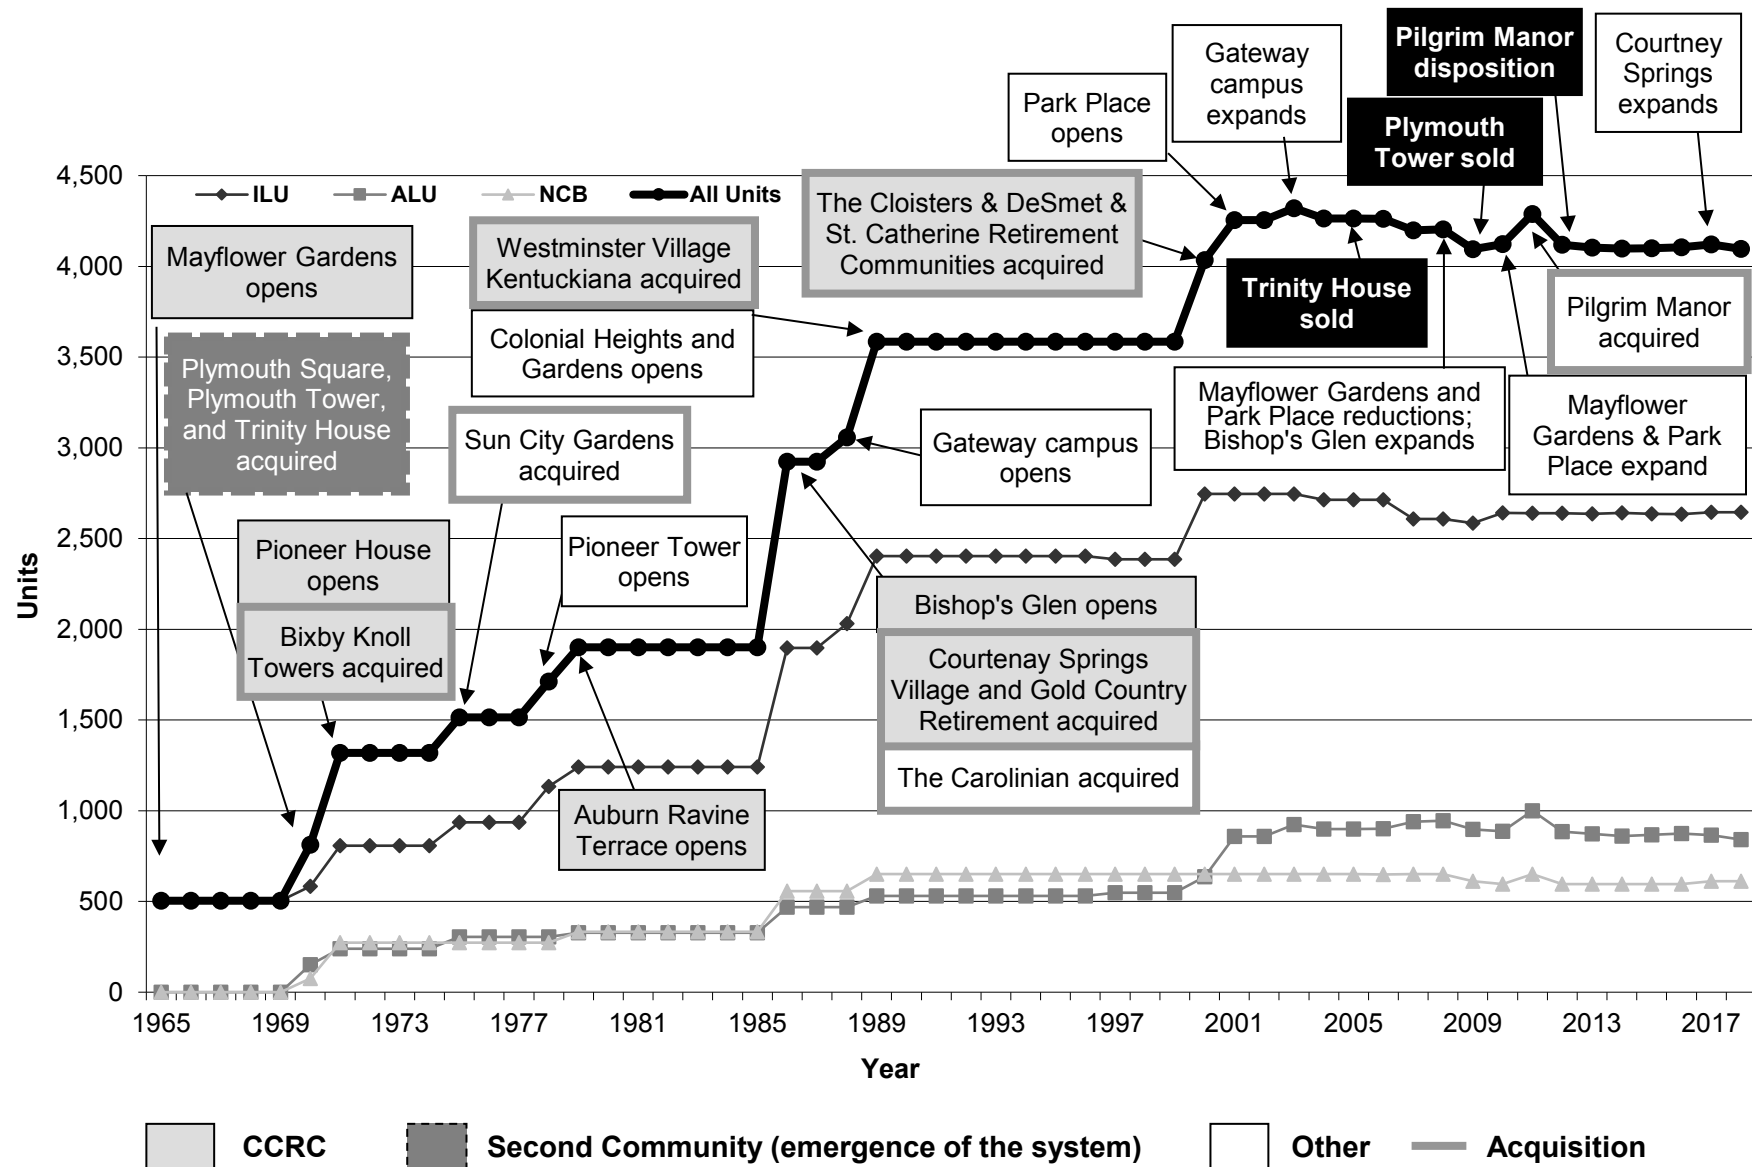 Gateway
campus
expands
Pilgrim Manor
disposition
Courtney
Springs
expands
Park Place
opens
Plymouth
Tower sold
4,500
4,000
3,500
3,000
2,500
2,000
1,500
1,000
500
0
Units
ILU
ALU
NCB
All Units
Mayflower Gardens
opens
Westminster Village
Kentuckiana acquired
The Cloisters & DeSmet &
St. Catherine Retirement
Communities acquired
Trinity House
sold
Pilgrim Manor
acquired
Plymouth Square,
Plymouth Tower,
and Trinity House
acquired
Colonial Heights and
Gardens opens
Mayflower Gardens and
Park Place reductions;
Bishop's Glen expands
Mayflower
Gardens & Park
Place expand
Sun City Gardens
acquired
Gateway campus
opens
Pioneer House
opens
Pioneer Tower
opens
Bixby Knoll
Towers acquired
Bishop's Glen opens
Courtenay Springs
Village and Gold Country
Retirement acquired
The Carolinian acquired
Auburn Ravine
Terrace opens
1965
1969
1973
1977
1981
1985
1989
1993
1997
2001
2005
2009
2013
2017
Year
CCRC
Second Community (emergence of the system)
Other
Acquisition